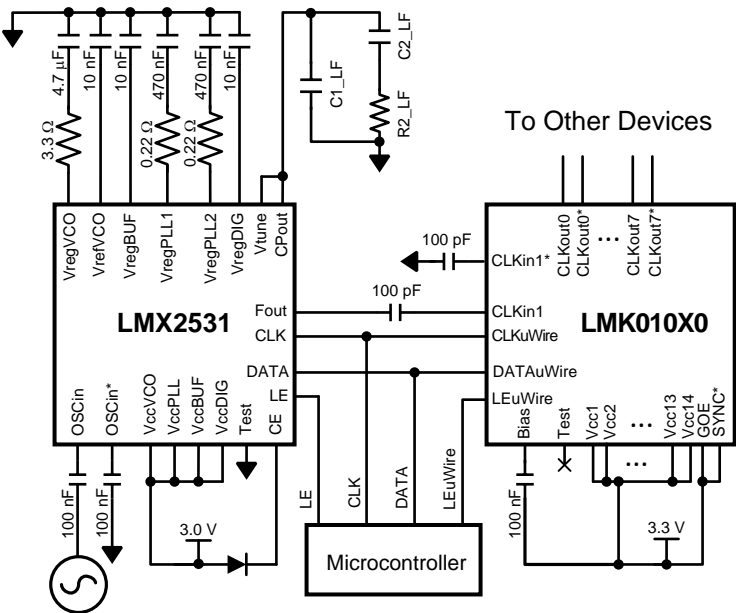 4.7 µF
10 nF
10 nF
470 nF
470 nF
10 nF
3.3 Ω
0.22 Ω
0.22 Ω
C1_LF
C2_LF
R2_LF
To Other Devices
VregVCO
VrefVCO
VregBUF
VregPLL1
VregPLL2
VregDIG
Vtune
CPout
CLKout0
CLKout0*
...
CLKout7
CLKout7*
100 pF
CLKin1*
100 pF
Fout
CLKin1
LMX2531
LMK010X0
CLK
CLKuWire
DATA
DATAuWire
LE
LEuWire
OSCin
OSCin*
VccVCO
VccPLL
VccBUF
VccDIG
Test
CE
Bias
Test
Vcc1
Vcc2
...
Vcc13
Vcc14
GOE
SYNC*
...
100 nF
100 nF
LE
CLK
DATA
LEuWire
100 nF
3.0 V
3.3 V
Microcontroller